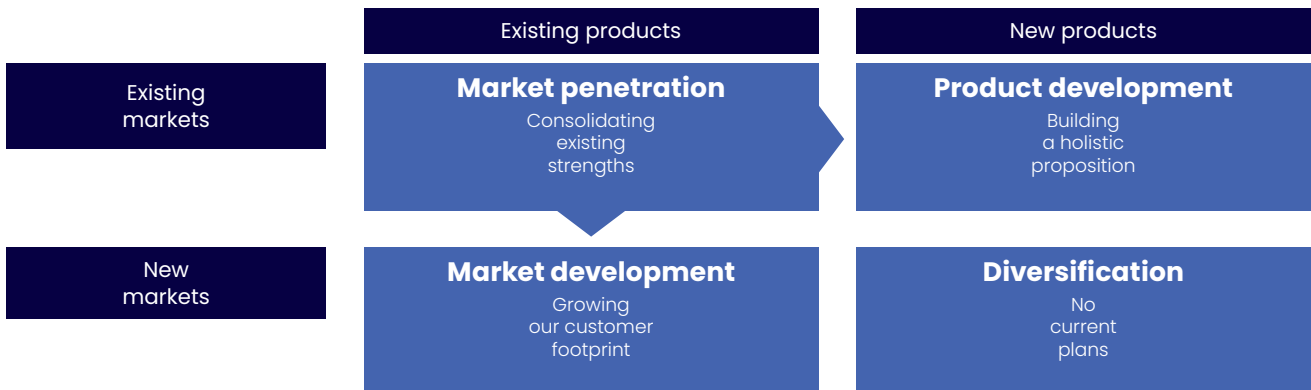 Existing products
New products
Existing
markets
Market penetration
Consolidating
existing
strengths
Product development
Building
a holistic
proposition
New
markets
Market development
Growing
our customer
footprint
Diversification
No
current
plans